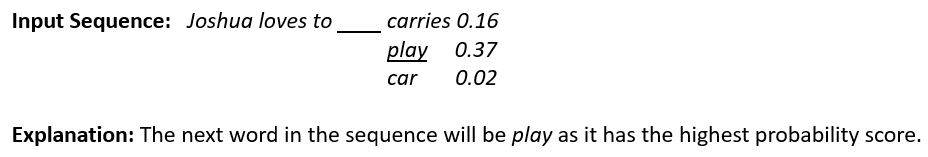 Input Sequence: Joshua loves to ____ carries 0.16
play 0.37
car 0.02
Explanation: The next word in the sequence will be play as it has the highest probability score.